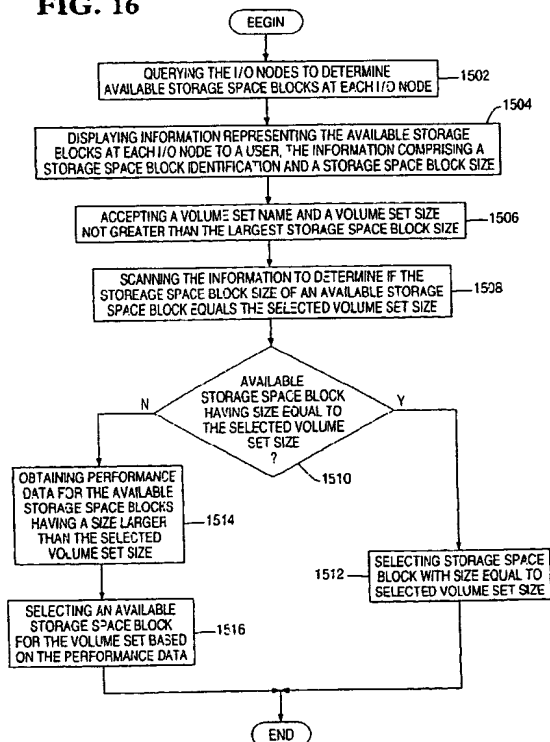 FIG. 16
BEGIN
QUERYING THE I/O NODES TO DETERMINE
AVAILABLE STORAGE SPACE BLOCKS AT EACH I/O NODE
1502
1504
DISPLAYING INFORMATION REPRESENTING THE AVAILABLE STORAGE
BLOCKS AT EACH I/O NODE TO A USER, THE INFORMATION COMPRISING A
STORAGE SPACE BLOCK IDENTIFICATION AND A STORAGE SPACE BLOCK SIZE
ACCEPTING A VOLUME SET NAME AND A VOLUME SET SIZE
NOT GREATER THAN THE LARGEST STORAGE SPACE BLOCK SIZE
1506
SCANNING THE INFORMATION TO DETERMINE IF THE
STOREAGE SPACE BLOCK SIZE OF AN AVAILABLE STORAGE
SPACE BLOCK EQUALS THE SELECTED VOLUME SET SIZE
1508
AVAILABLE
STORAGE SPACE BLOCK
HAVING SIZE EQUAL TO
THE SELECTED VOLUME
SET SIZE
?
N
Y
1510
OBTAINING PERFORMANCE
DATA FOR THE AVAILABLE
STORAGE SPACE BLOCKS
HAVING A SIZE LARGER
THAN THE SELECTED
VOLUME SET SIZE
1514
1512
SELECTING STORAGE SPACE
BLOCK WITH SIZE EQUAL TO
SELECTED VOLUME SET SIZE
SELECTING AN AVAILABLE
STORAGE SPACE BLOCK
FOR THE VOLUME SET BASED
ON THE PERFORMANCE DATA
1516
END